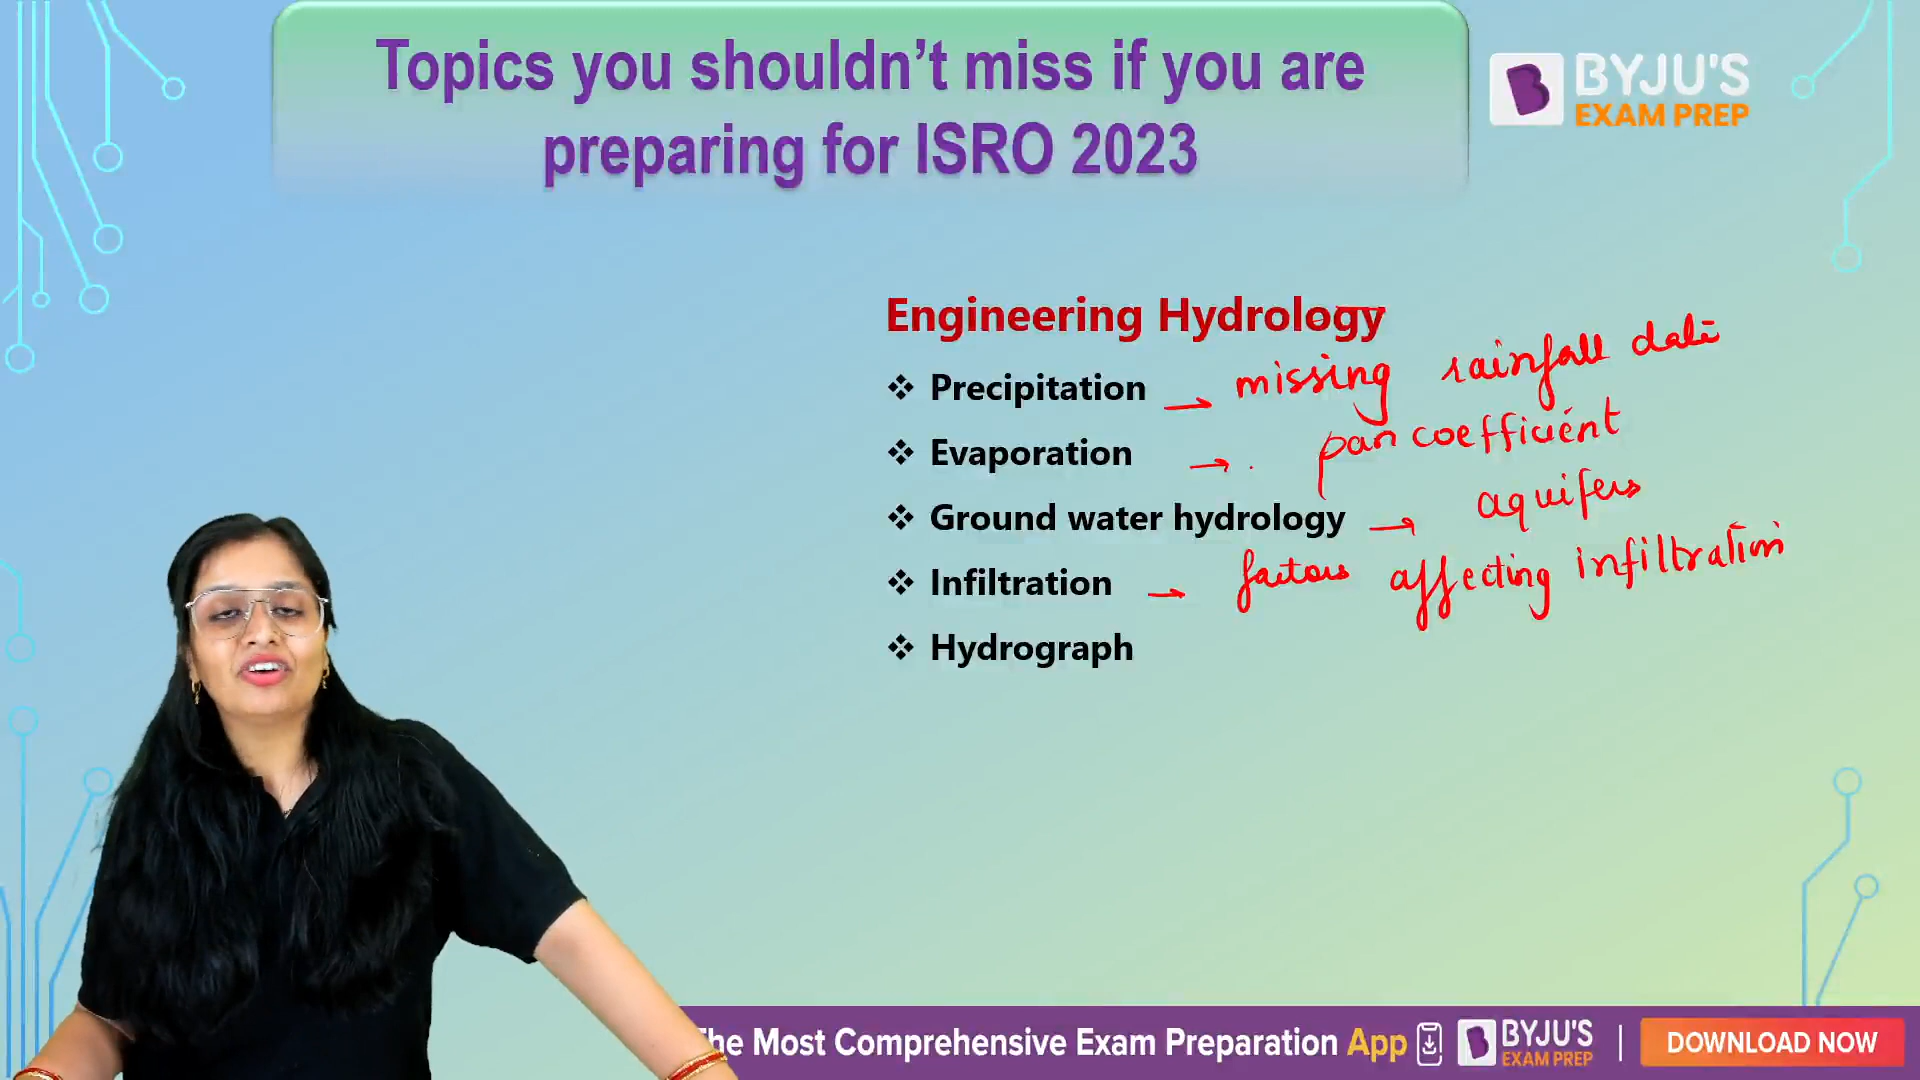 Topics you shouldn't miss if you are
preparing for ISRO 2023
BYJU'S
EXAM PREP
Engineering Hydrology
❖ Precipitation → missing rainfall data
❖ Evaporation → pan coefficient
❖ Ground water hydrology → aquifers
❖ Infiltration → factors affecting infiltration
❖ Hydrograph
The Most Comprehensive Exam Preparation App BYJU'S EXAM PREP | DOWNLOAD NOW